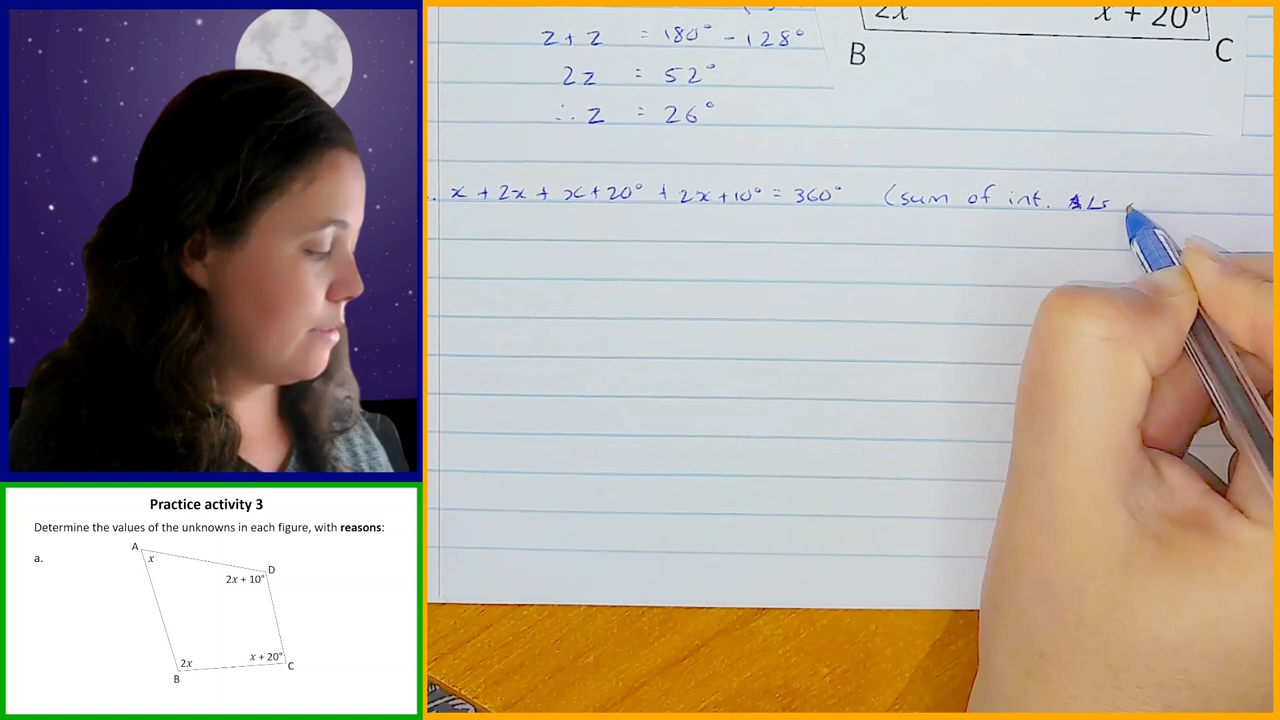 z + z = 180° - 128°
2z = 52°
∴ z = 26°
2x
x + 20°
B
C
x + 2x + x + 20° + 2x + 10° = 360° (sum of int. ∠s
Practice activity 3
Determine the values of the unknowns in each figure, with reasons:
a.
A
x
D
2x + 10°
2x
x + 20°
B
C